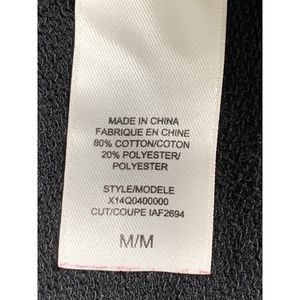 MADE IN CHINA
FABRIQUE EN CHINE
80% COTTON/COTON
20% POLYESTER/
POLYESTER
STYLE/MODELE
X14Q0400000
CUT/COUPE IAF2694
M/M